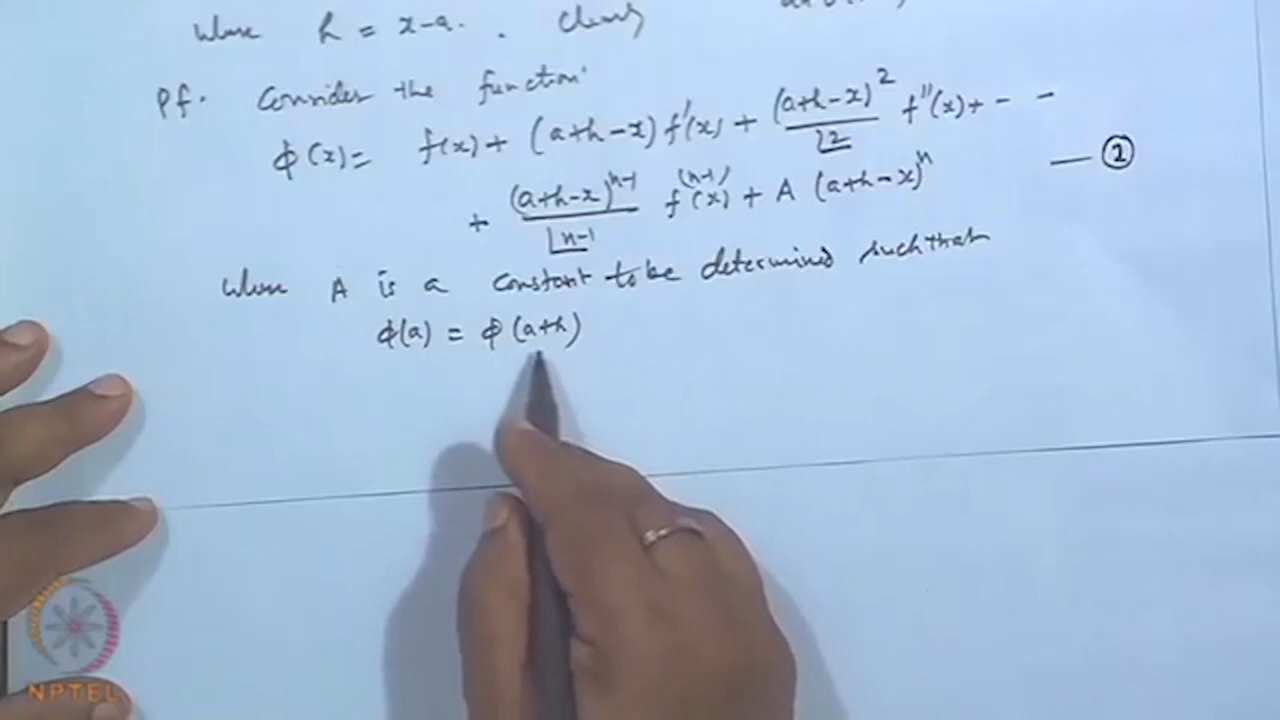 where h = x-a. . Clearly
Pf. Consider the function
ϕ(x) = f(x) + (a+h-x) f'(x) + (a+h-x)^2/⌊2 f''(x) + - -
+ (a+h-x)^{n-1}/⌊n-1 f^{(n-1)}(x) + A (a+h-x)^n — ②
where A is a constant to be determined such that
ϕ(a) = ϕ(a+h)
NPTEL